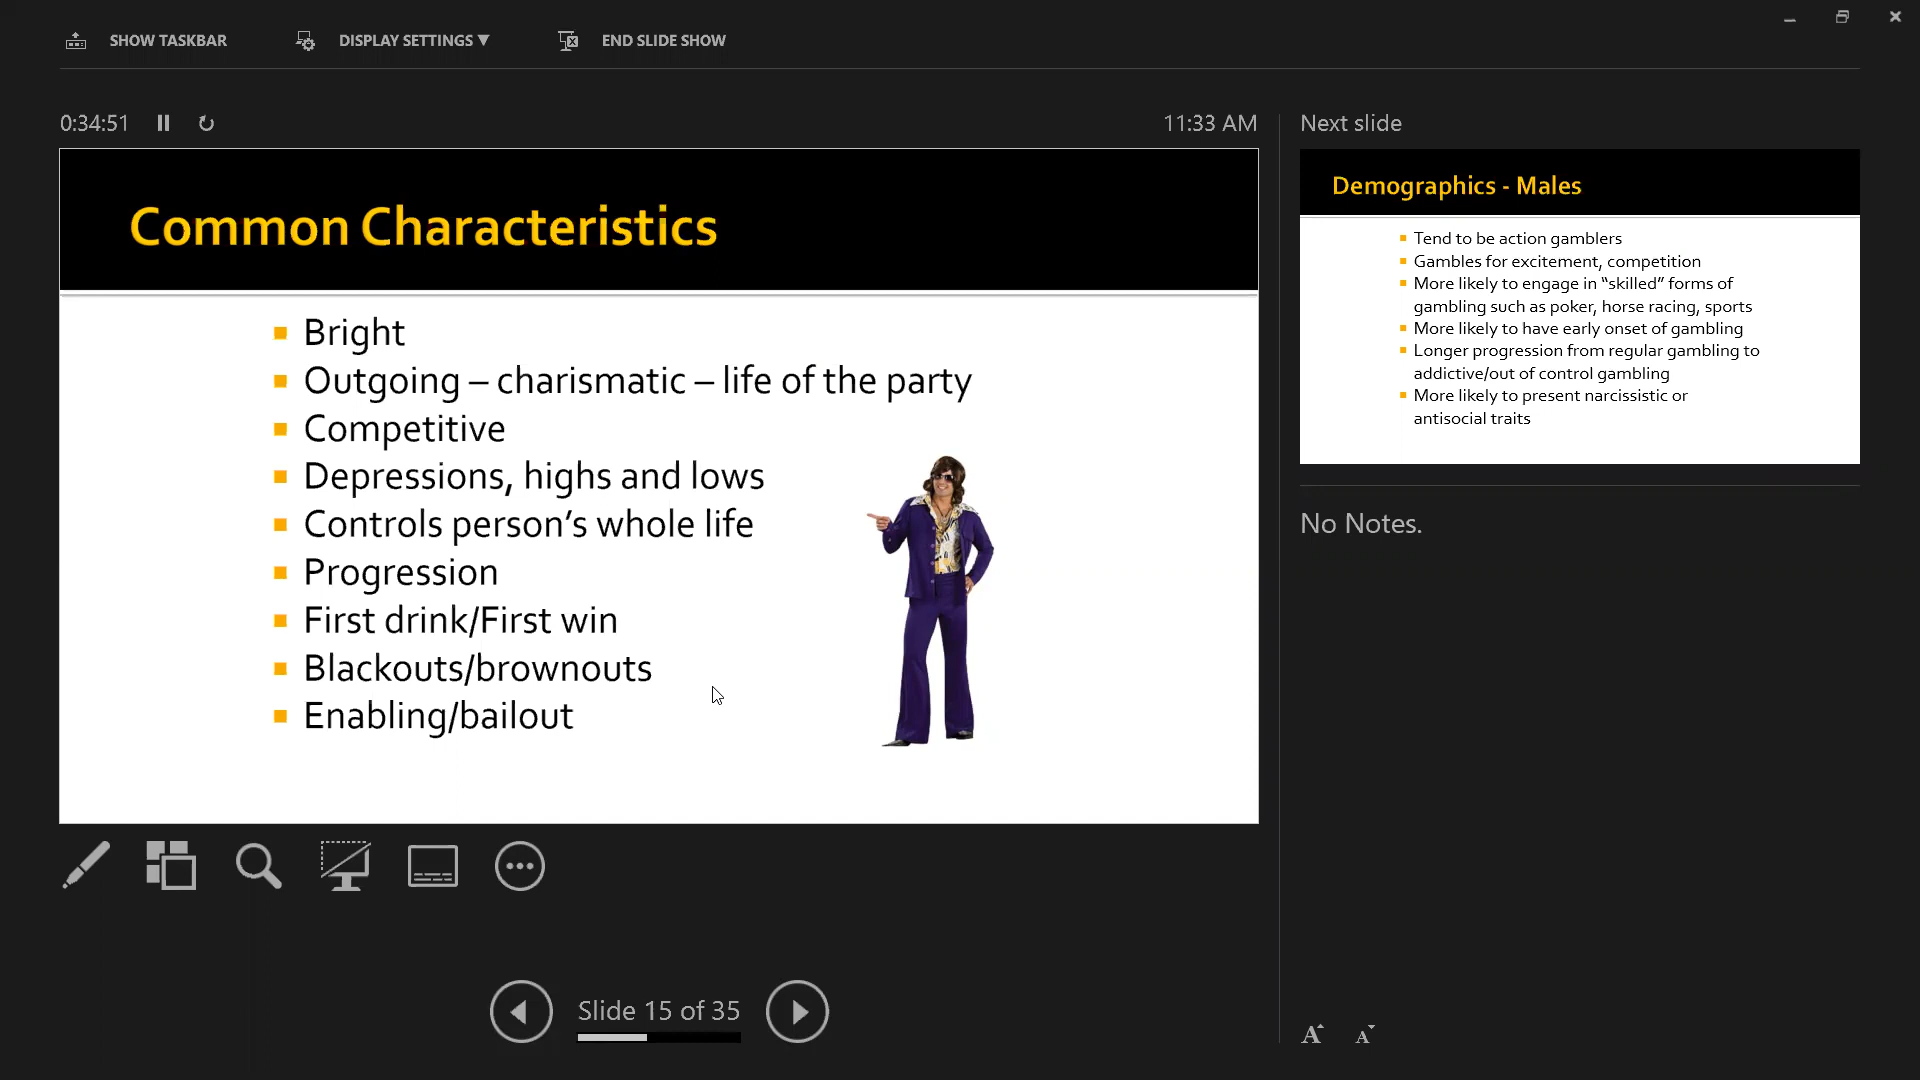 SHOW TASKBAR
DISPLAY SETTINGS ▼
END SLIDE SHOW
0:34:51
11:33 AM
Common Characteristics
Bright
Outgoing – charismatic – life of the party
Competitive
Depressions, highs and lows
Controls person’s whole life
Progression
First drink/First win
Blackouts/brownouts
Enabling/bailout
Slide 15 of 35
Next slide
Demographics - Males
Tend to be action gamblers
Gambles for excitement, competition
More likely to engage in “skilled” forms of
gambling such as poker, horse racing, sports
More likely to have early onset of gambling
Longer progression from regular gambling to
addictive/out of control gambling
More likely to present narcissistic or
antisocial traits
No Notes.
A A